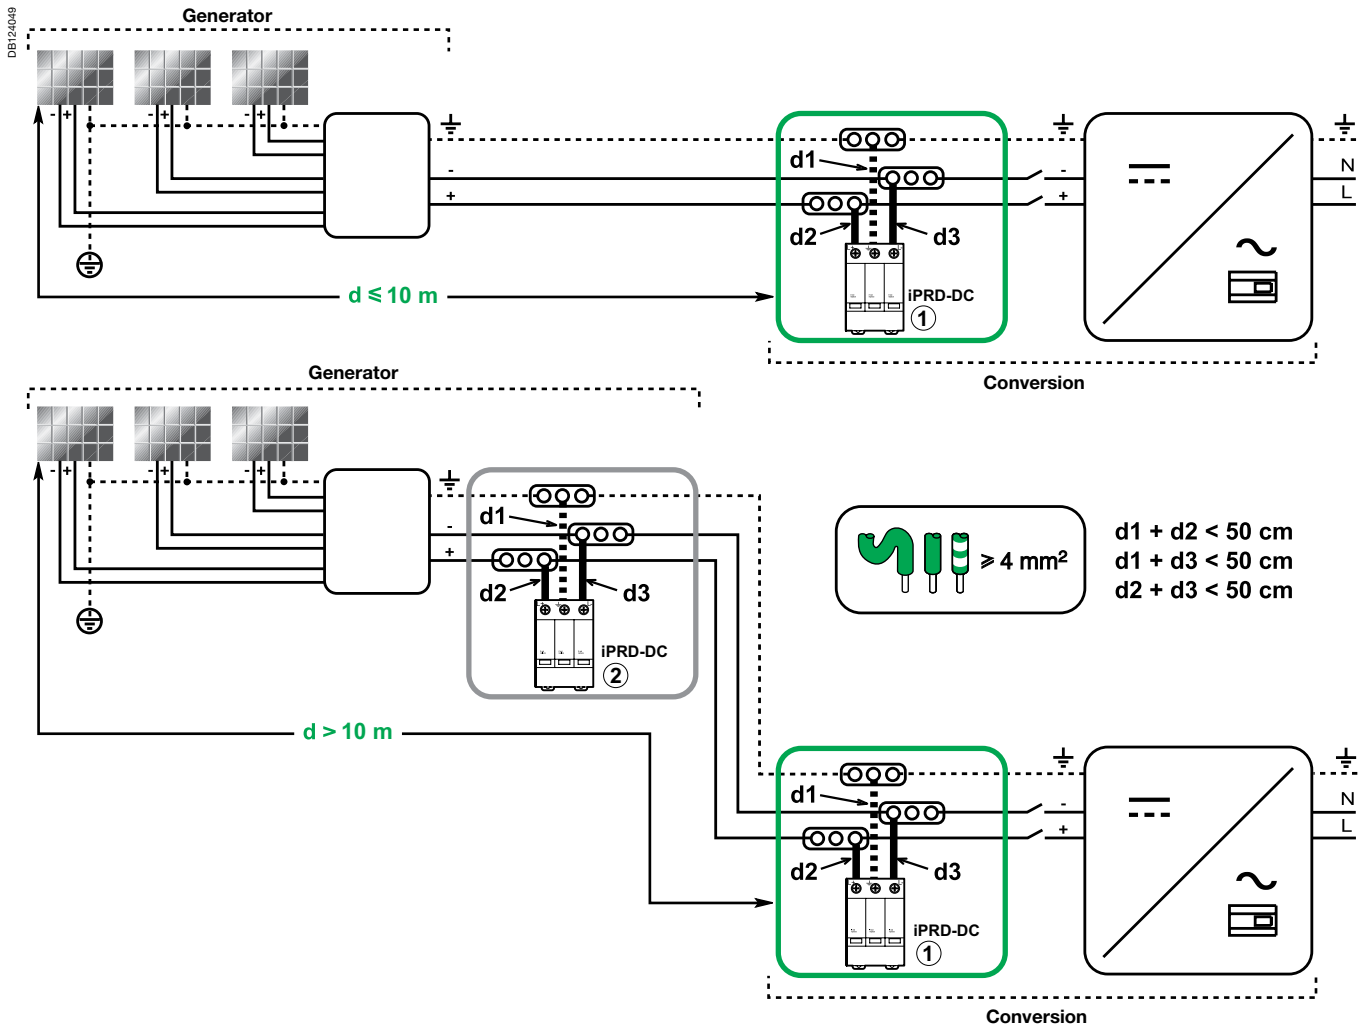 DB124049
Generator
- +
- +
- +
-
+
d1
d2
d3
iPRD-DC
1
- 
+
N
L
d ⩽ 10 m
Conversion
Generator
- +
- +
- +
-
+
d1
d2
d3
iPRD-DC
2
⩾ 4 mm²
d1 + d2 < 50 cm
d1 + d3 < 50 cm
d2 + d3 < 50 cm
d > 10 m
d1
d2
d3
iPRD-DC
1
-
+
N
L
Conversion